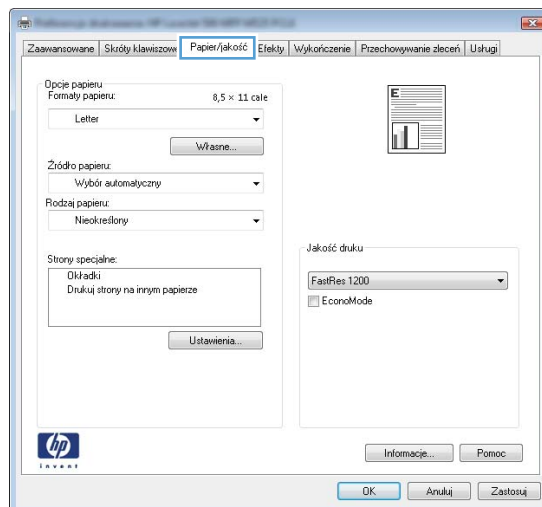 Zaawansowane Skróty klawiszowe Papier/jakość Efekty Wykończenie Przechowywanie zleceń Usługi
Opcje papieru
Formaty papieru: 8,5 × 11 cale
Letter
Własne...
Źródło papieru:
Wybór automatyczny
Rodzaj papieru:
Nieokreślony
Strony specjalne:
Okładki
Drukuj strony na innym papierze
Ustawienia...
E
Jakość druku
FastRes 1200
EconoMode
hp
invent
Informacje... Pomoc
OK Anuluj Zastosuj